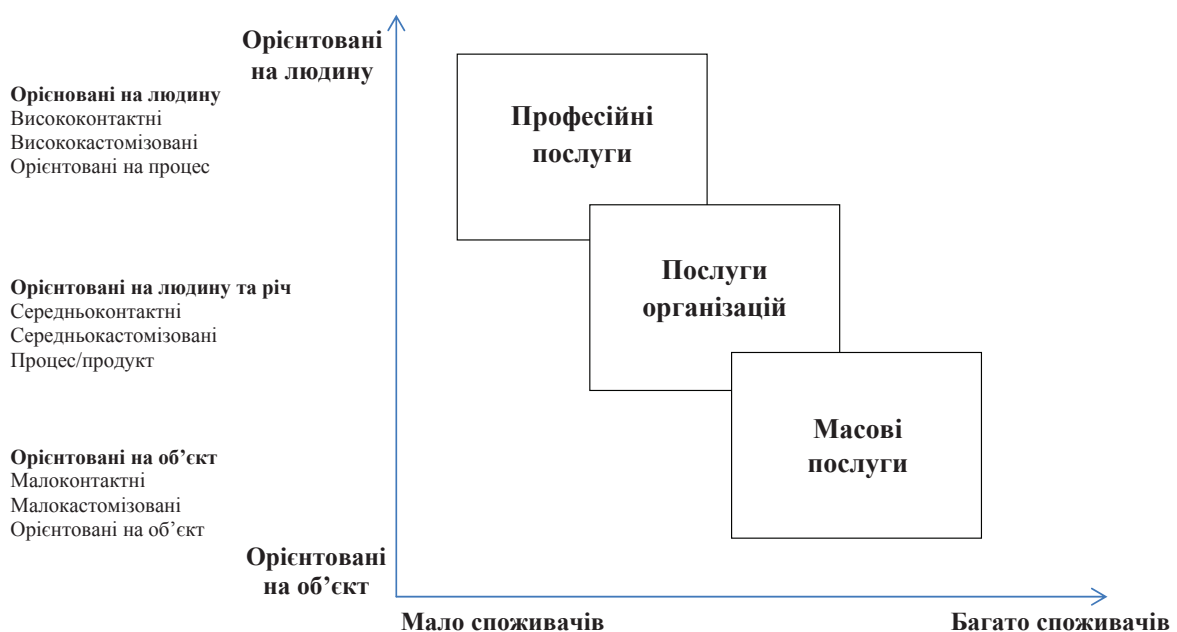 Орієнтовані
на людину
Орієновані на людину
Висококонтактні
Висококастомізовані
Орієнтовані на процес
Професійні
послуги
Орієнтовані на людину та річ
Середньоконтактні
Середньокастомізовані
Процес/продукт
Послуги
організацій
Орієнтовані на об’єкт
Малоконтактні
Малокастомізовані
Орієнтовані на об’єкт
Масові
послуги
Орієнтовані
на об’єкт
Мало споживачів
Багато споживачів